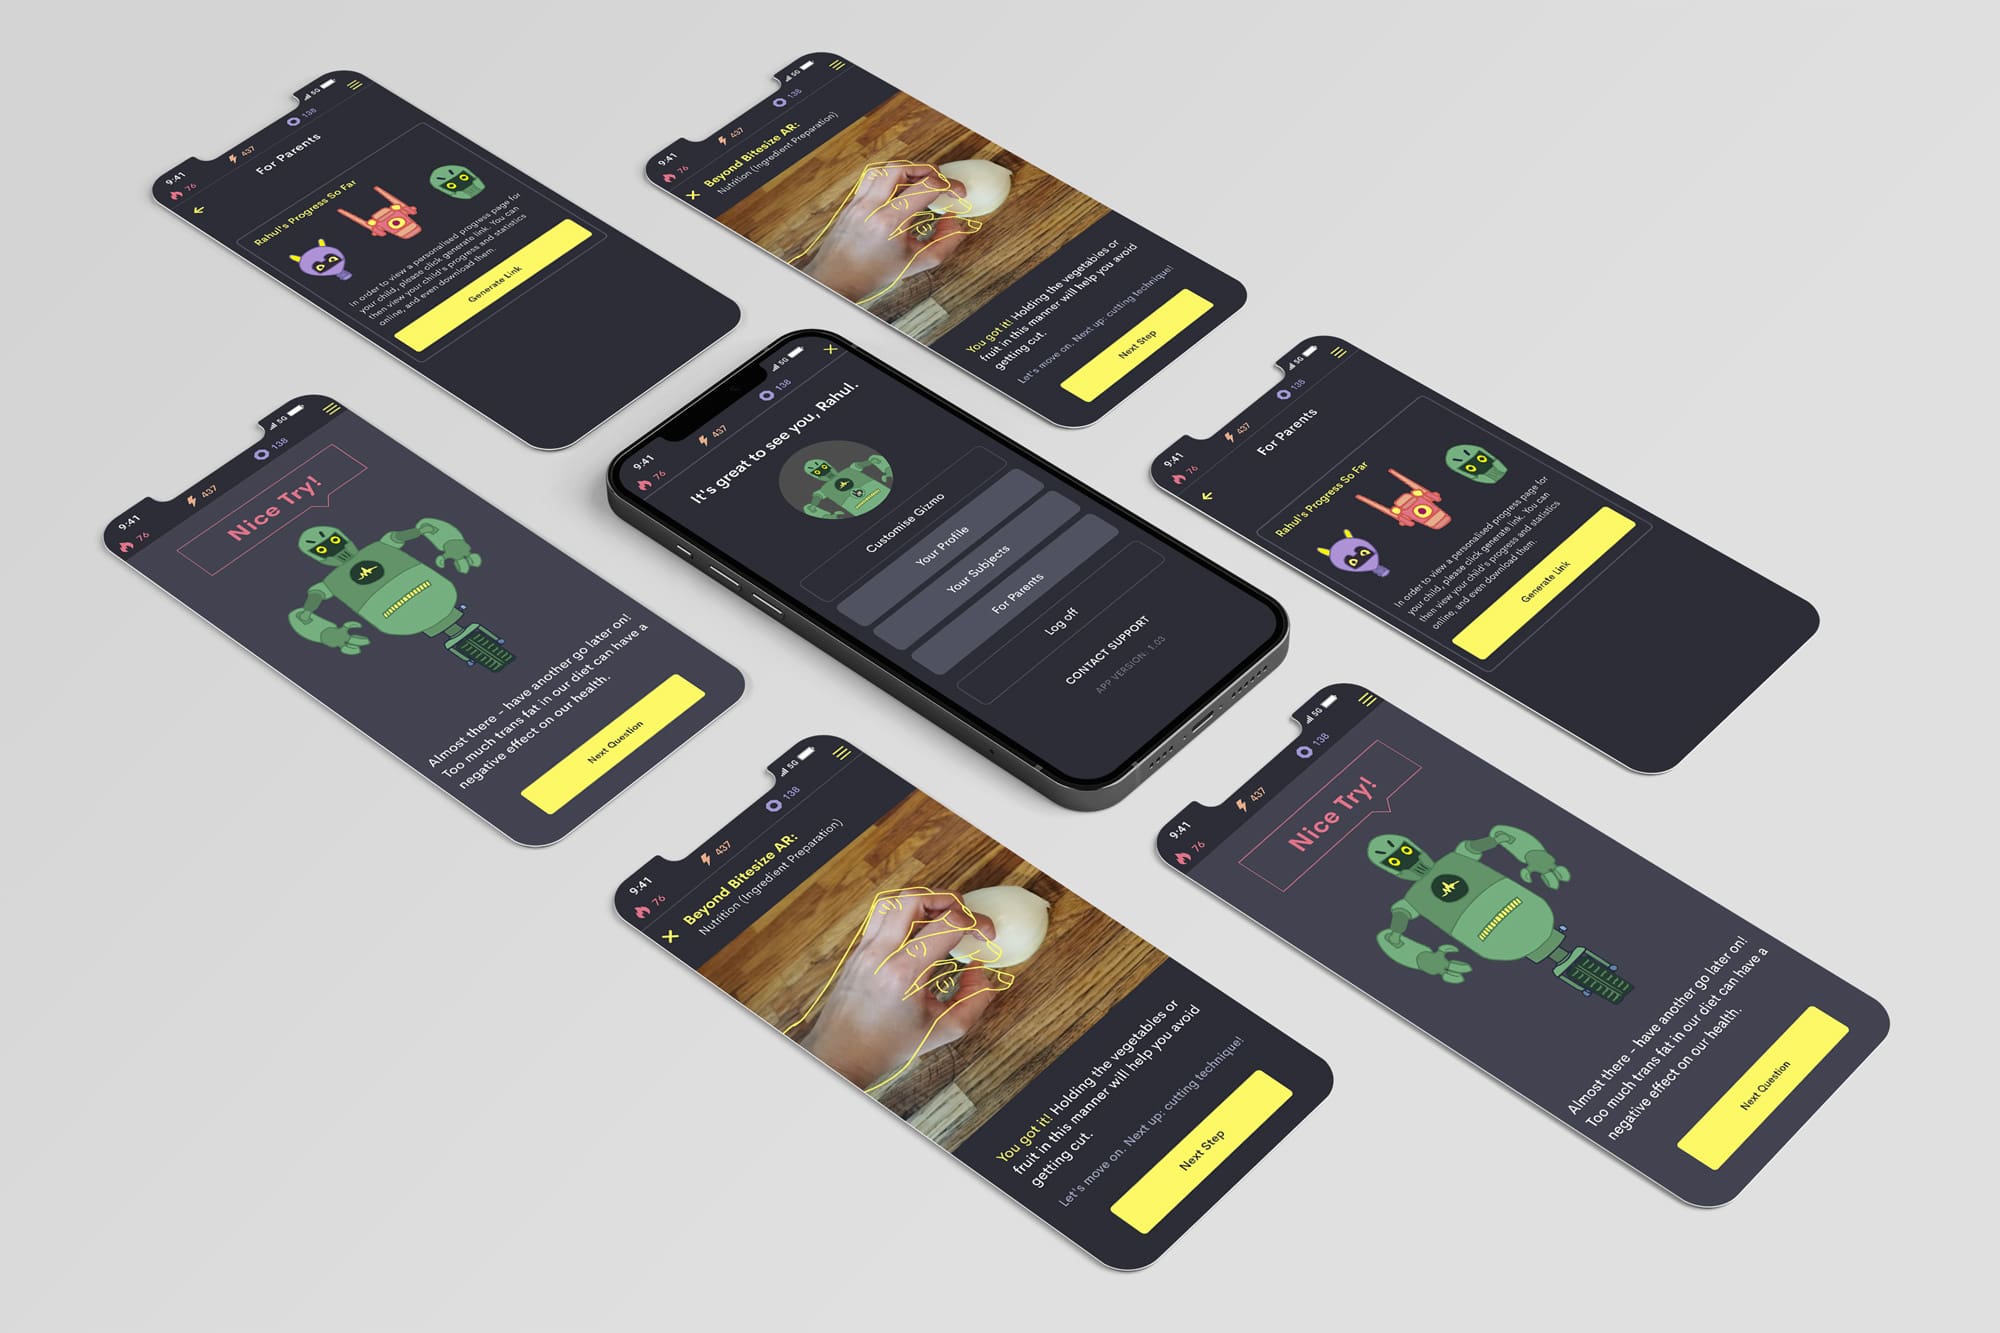 9:41
5G
76
437
138
For Parents
Rahul's Progress So Far
In order to view a personalised progress page for
your child, please click generate link. You can
then view your child's progress and statistics
online, and even download them.
Generate Link
9:41
5G
76
437
138
Beyond Bitesize AR:
Nutrition (Ingredient Preparation)
You got it! Holding the vegetables or
fruit in this manner will help you avoid
getting cut.
Let's move on. Next up: cutting technique!
Next Step
9:41
5G
76
437
138
Nice Try!
Almost there - have another go later on!
Too much trans fat in our diet can have a
negative effect on our health.
Next Question
9:41
5G
76
437
138
It's great to see you, Rahul.
Customise Gizmo
Your Profile
Your Subjects
For Parents
Log off
CONTACT SUPPORT
APP VERSION: 1.03
9:41
5G
76
437
138
For Parents
Rahul's Progress So Far
In order to view a personalised progress page for
your child, please click generate link. You can
then view your child's progress and statistics
online, and even download them.
Generate Link
9:41
5G
76
437
138
Beyond Bitesize AR:
Nutrition (Ingredient Preparation)
You got it! Holding the vegetables or
fruit in this manner will help you avoid
getting cut.
Let's move on. Next up: cutting technique!
Next Step
9:41
5G
76
437
138
Nice Try!
Almost there - have another go later on!
Too much trans fat in our diet can have a
negative effect on our health.
Next Question